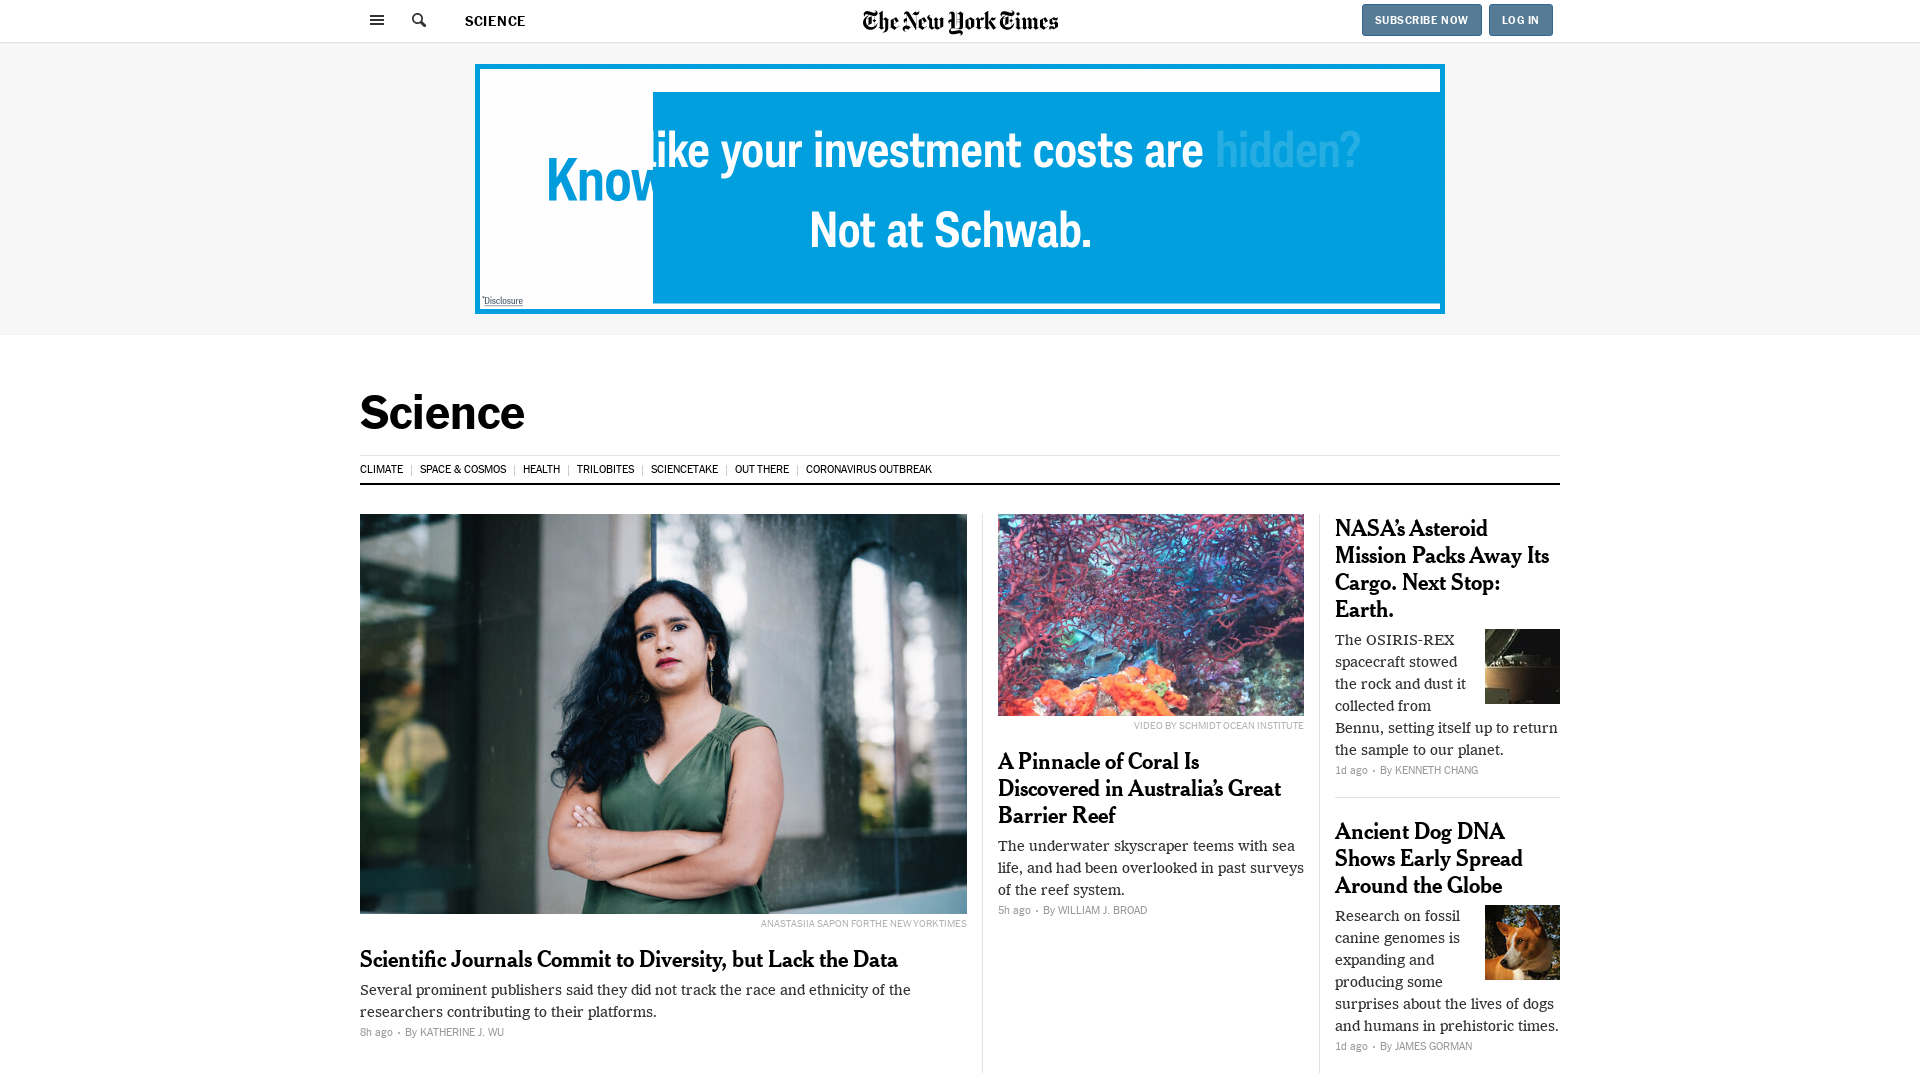 SCIENCE
The New York Times
SUBSCRIBE NOW
LOG IN
like your investment costs are hidden?
Know
Not at Schwab.
*Disclosure
Science
CLIMATE
SPACE & COSMOS
HEALTH
TRILOBITES
SCIENCETAKE
OUT THERE
CORONAVIRUS OUTBREAK
ANASTASIIA SAPON FOR THE NEW YORK TIMES
Scientific Journals Commit to Diversity, but Lack the Data
Several prominent publishers said they did not track the race and ethnicity of the
researchers contributing to their platforms.
8h ago • By KATHERINE J. WU
VIDEO BY SCHMIDT OCEAN INSTITUTE
A Pinnacle of Coral Is
Discovered in Australia’s Great
Barrier Reef
The underwater skyscraper teems with sea
life, and had been overlooked in past surveys
of the reef system.
5h ago • By WILLIAM J. BROAD
NASA’s Asteroid
Mission Packs Away Its
Cargo. Next Stop:
Earth.
The OSIRIS-REX
spacecraft stowed
the rock and dust it
collected from
Bennu, setting itself up to return
the sample to our planet.
1d ago • By KENNETH CHANG
Ancient Dog DNA
Shows Early Spread
Around the Globe
Research on fossil
canine genomes is
expanding and
producing some
surprises about the lives of dogs
and humans in prehistoric times.
1d ago • By JAMES GORMAN